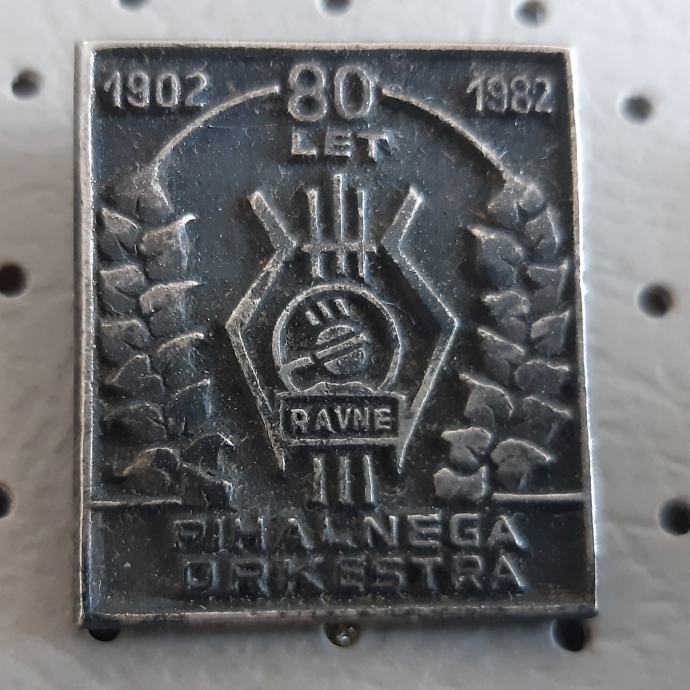 1902 80 1982
LET
RAVNE
PIHALNEGA
ORKESTRA